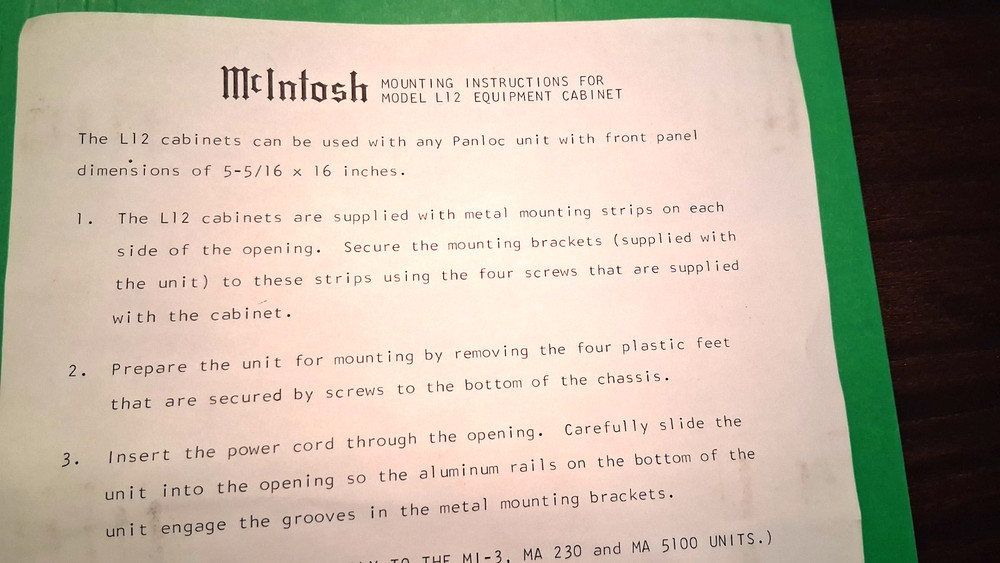 McIntosh MOUNTING INSTRUCTIONS FOR
MODEL L12 EQUIPMENT CABINET
The L12 cabinets can be used with any Panloc unit with front panel
dimensions of 5-5/16 x 16 inches.
1. The L12 cabinets are supplied with metal mounting strips on each
side of the opening. Secure the mounting brackets (supplied with
the unit) to these strips using the four screws that are supplied
with the cabinet.
2. Prepare the unit for mounting by removing the four plastic feet
that are secured by screws to the bottom of the chassis.
3. Insert the power cord through the opening. Carefully slide the
unit into the opening so the aluminum rails on the bottom of the
unit engage the grooves in the metal mounting brackets.
TO THE MI-3, MA 230 and MA 5100 UNITS.)